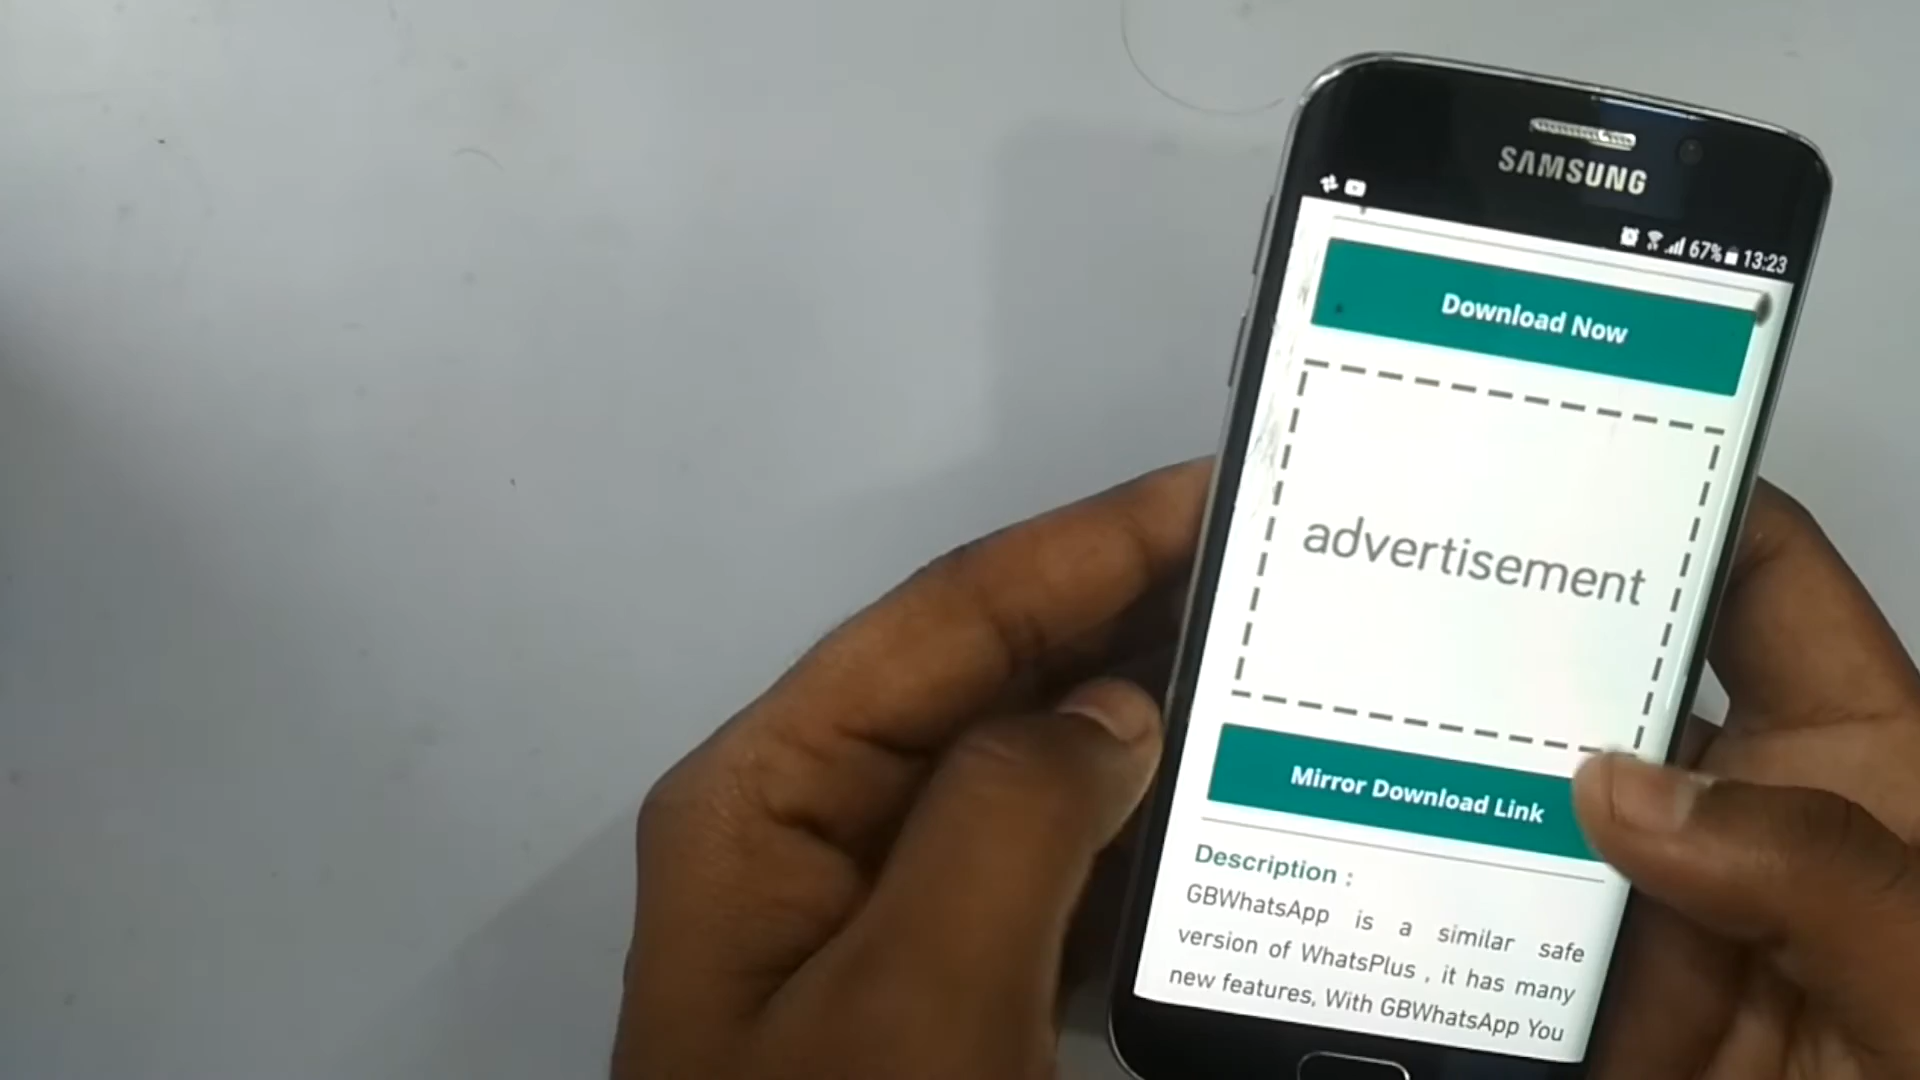 SAMSUNG
67% 13:23
Download Now
advertisement
Mirror Download Link
Description :
GBWhatsApp is a similar safe
version of WhatsPlus , it has many
new features, With GBWhatsApp You